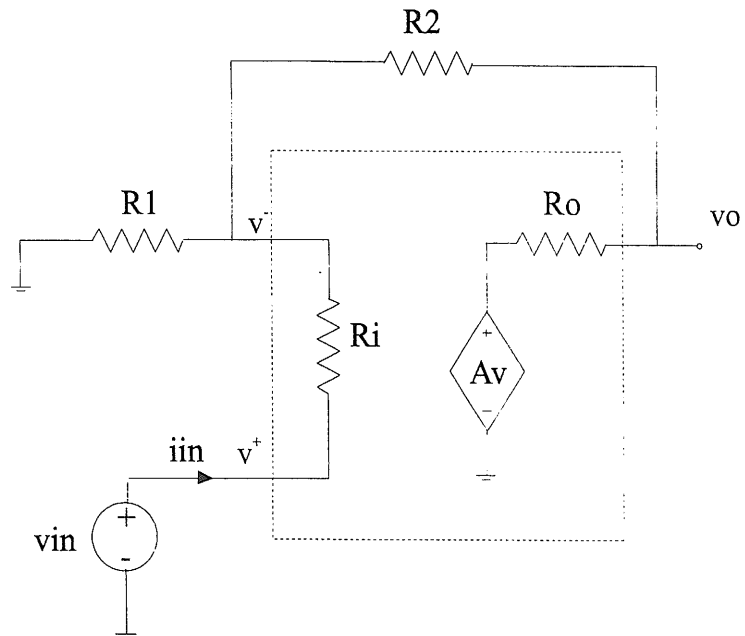 R2
R1
v-
Ro
vo
Ri
+
Av
-
iin
v+
vin
+
-